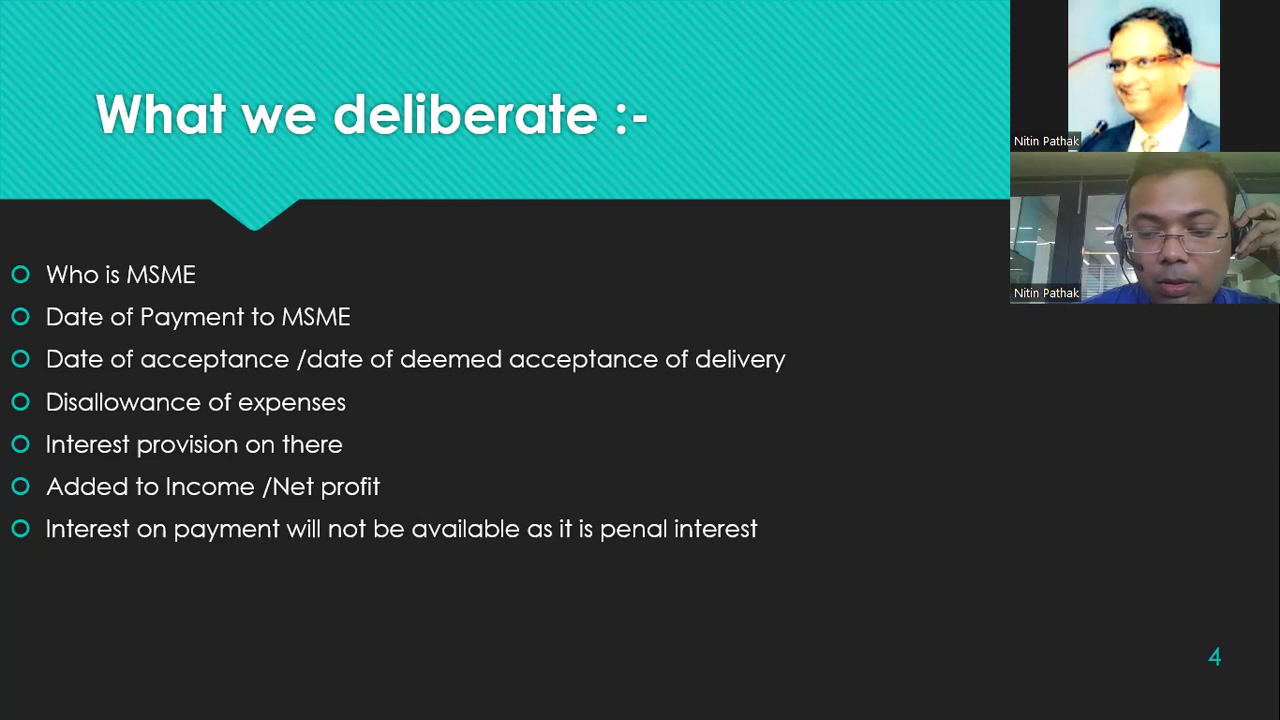 What we deliberate :-
Nitin Pathak
Nitin Pathak
Who is MSME
Date of Payment to MSME
Date of acceptance /date of deemed acceptance of delivery
Disallowance of expenses
Interest provision on there
Added to Income /Net profit
Interest on payment will not be available as it is penal interest
4